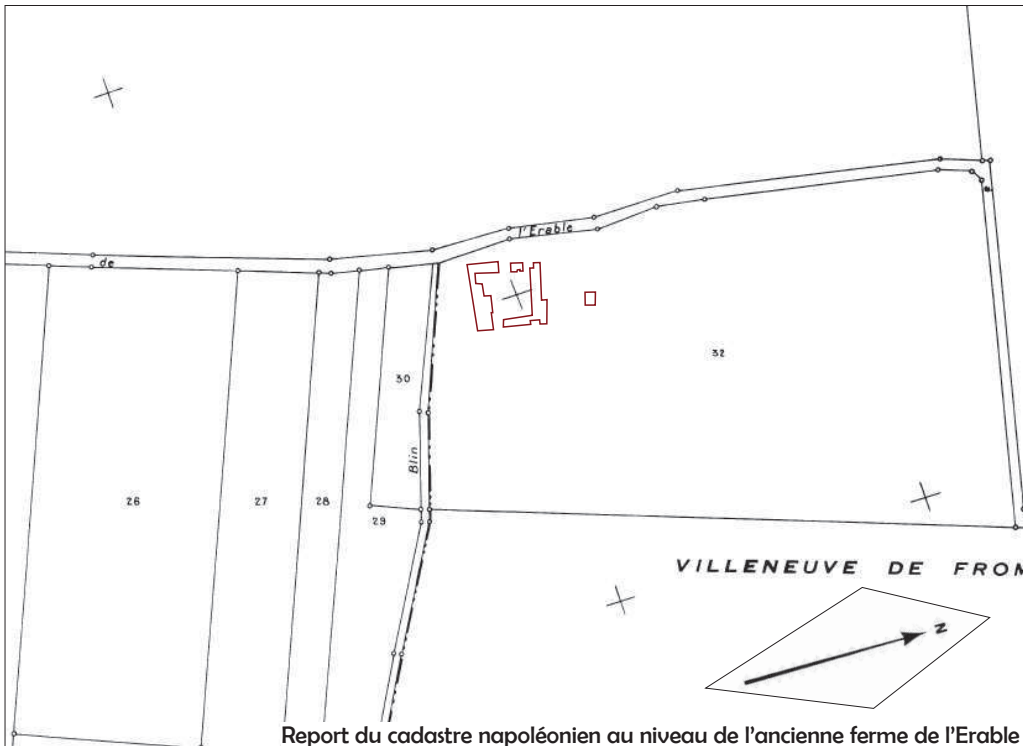 l'Erable
de
32
30
Blin
26
27
28
29
VILLENEUVE DE FROM
N
Report du cadastre napoléonien au niveau de l'ancienne ferme de l'Erable